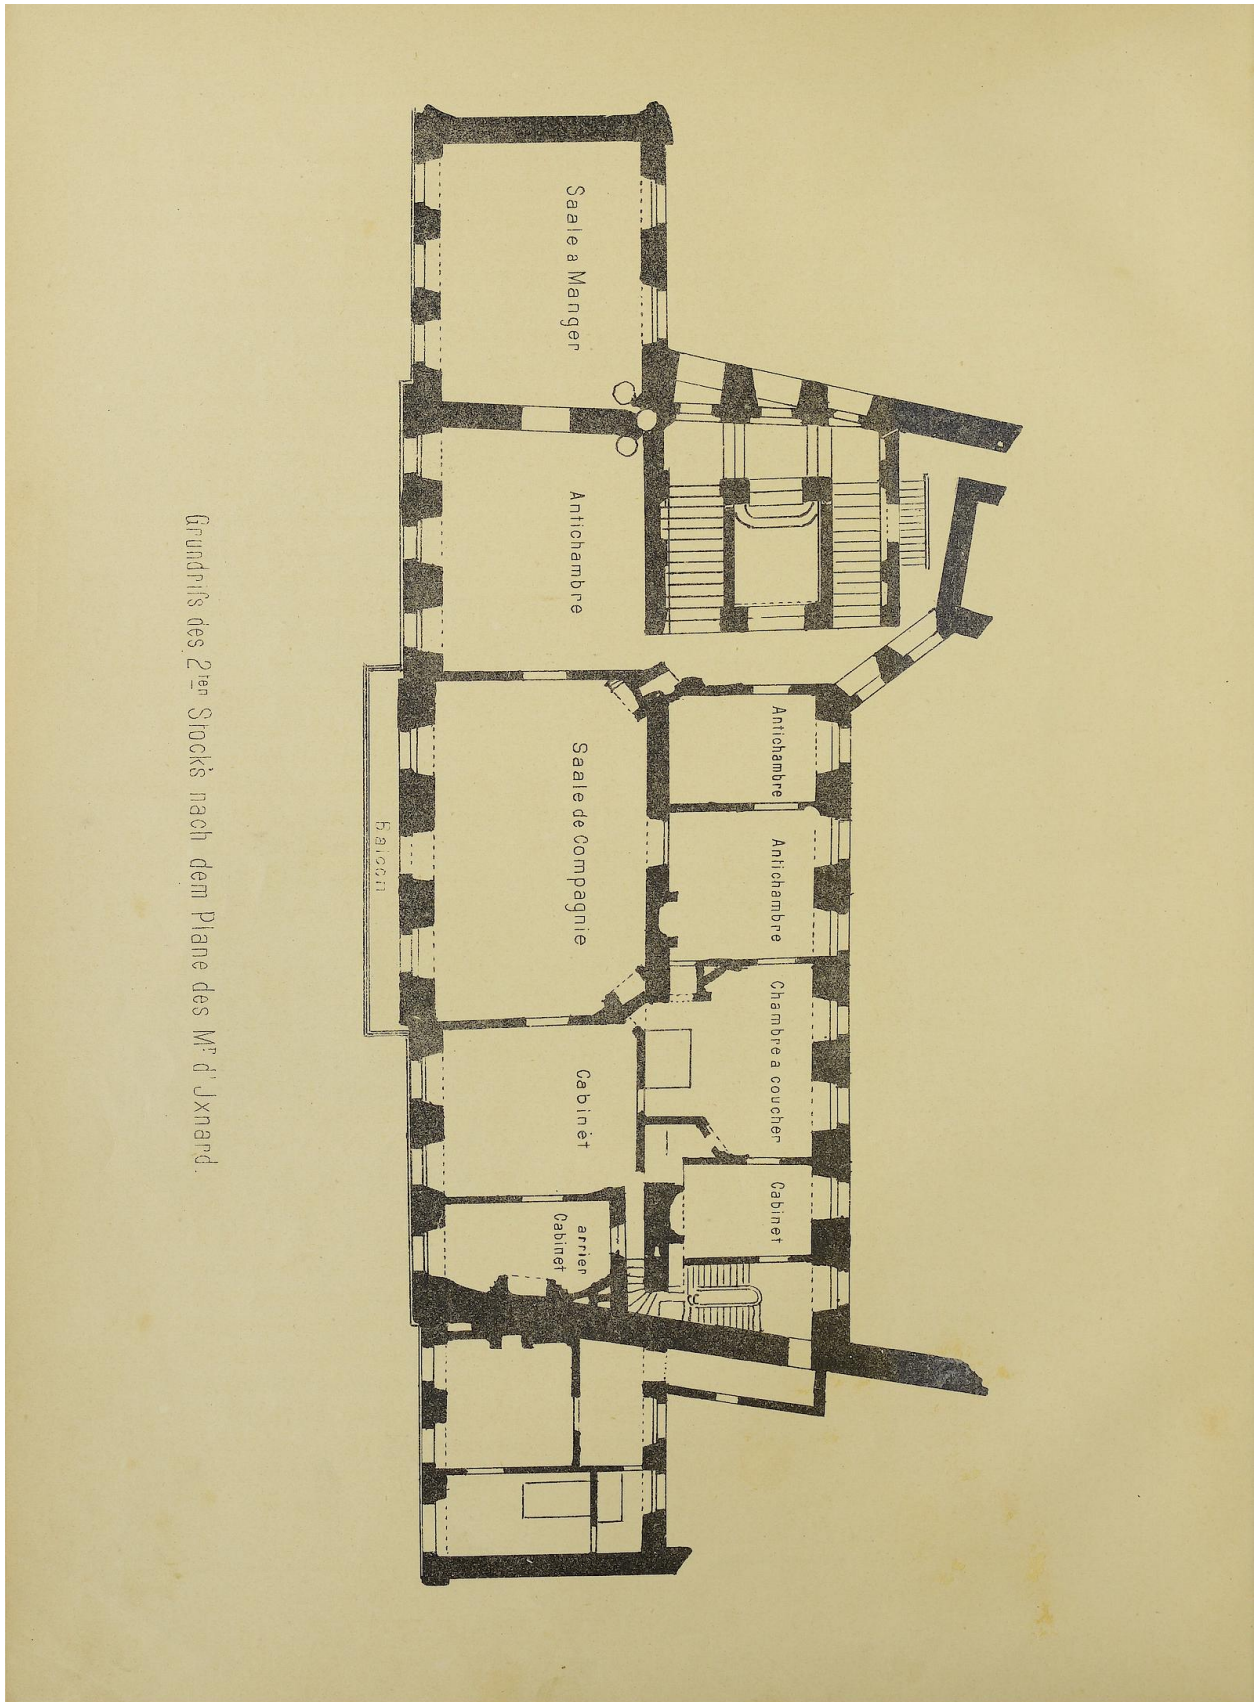 Antichambre
Antichambre
Chambre a coucher
Cabinet
Saale a Manger
Antichambre
Saale de Compagnie
Cabinet
arrier
Cabinet
Balcon
Grundriſs des 2ten Stock's nach dem Plane des Mr d' Jxnard.